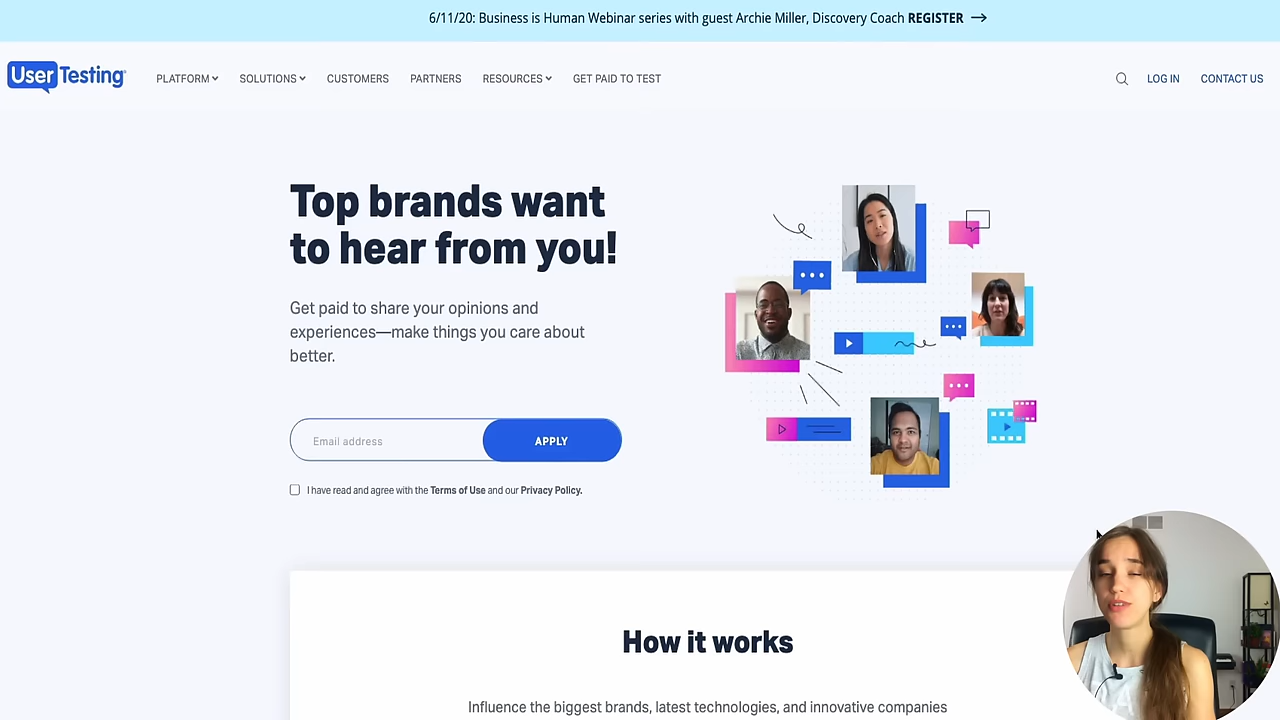 6/11/20: Business is Human Webinar series with guest Archie Miller, Discovery Coach REGISTER →
UserTesting
PLATFORM SOLUTIONS CUSTOMERS PARTNERS RESOURCES GET PAID TO TEST LOG IN CONTACT US
Top brands want
to hear from you!
Get paid to share your opinions and
experiences—make things you care about
better.
Email address APPLY
I have read and agree with the Terms of Use and our Privacy Policy.
How it works
Influence the biggest brands, latest technologies, and innovative companies